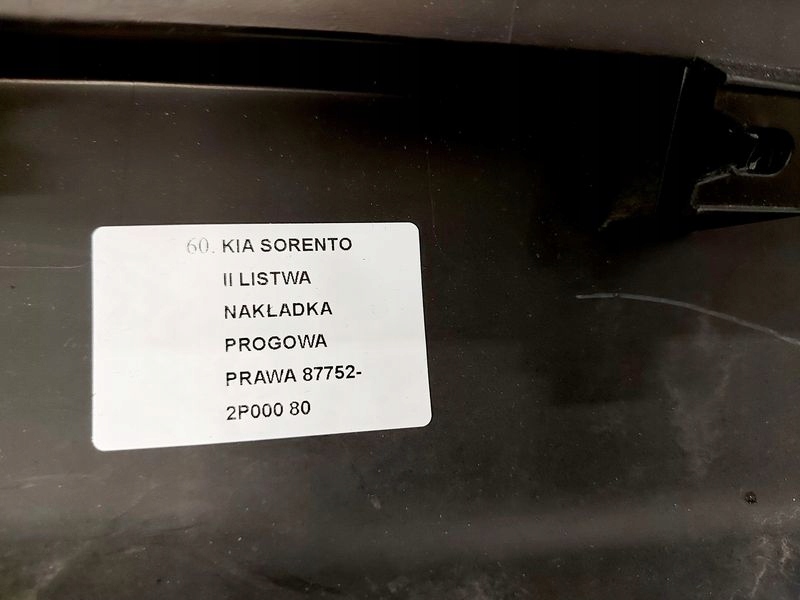 60. KIA SORENTO
II LISTWA
NAKŁADKA
PROGOWA
PRAWA 87752-
2P000 80